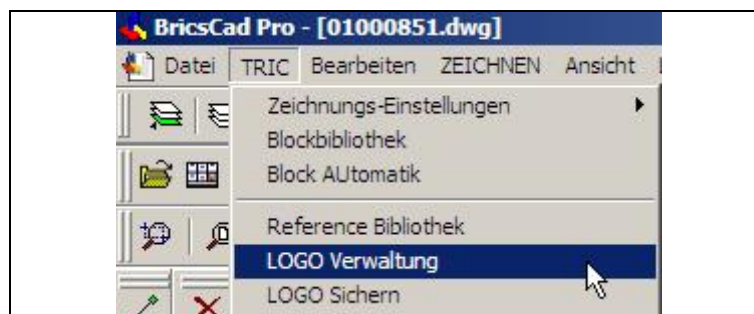 BricsCad Pro - [01000851.dwg]
Datei TRIC Bearbeiten ZEICHNEN Ansicht
Zeichnungs-Einstellungen
Blockbibliothek
Block AUtomatik
Reference Bibliothek
LOGO Verwaltung
LOGO Sichern